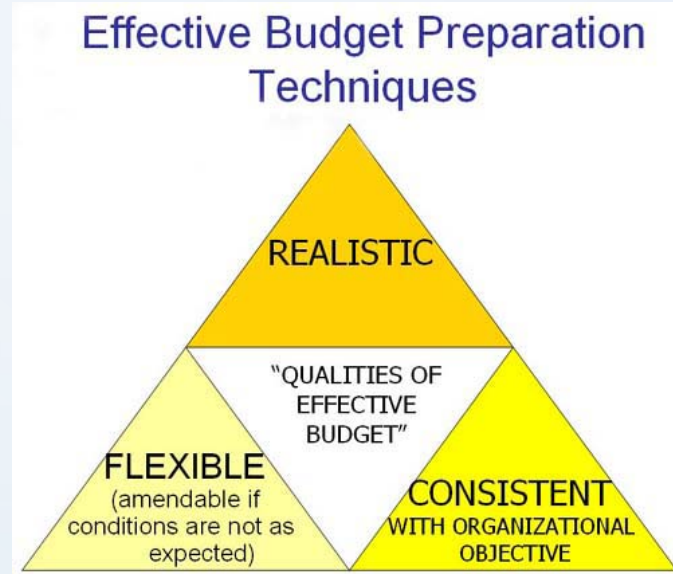 Effective Budget Preparation
Techniques
REALISTIC
"QUALITIES OF
EFFECTIVE
BUDGET"
FLEXIBLE
(amendable if
conditions are not as
expected)
CONSISTENT
WITH ORGANIZATIONAL
OBJECTIVE